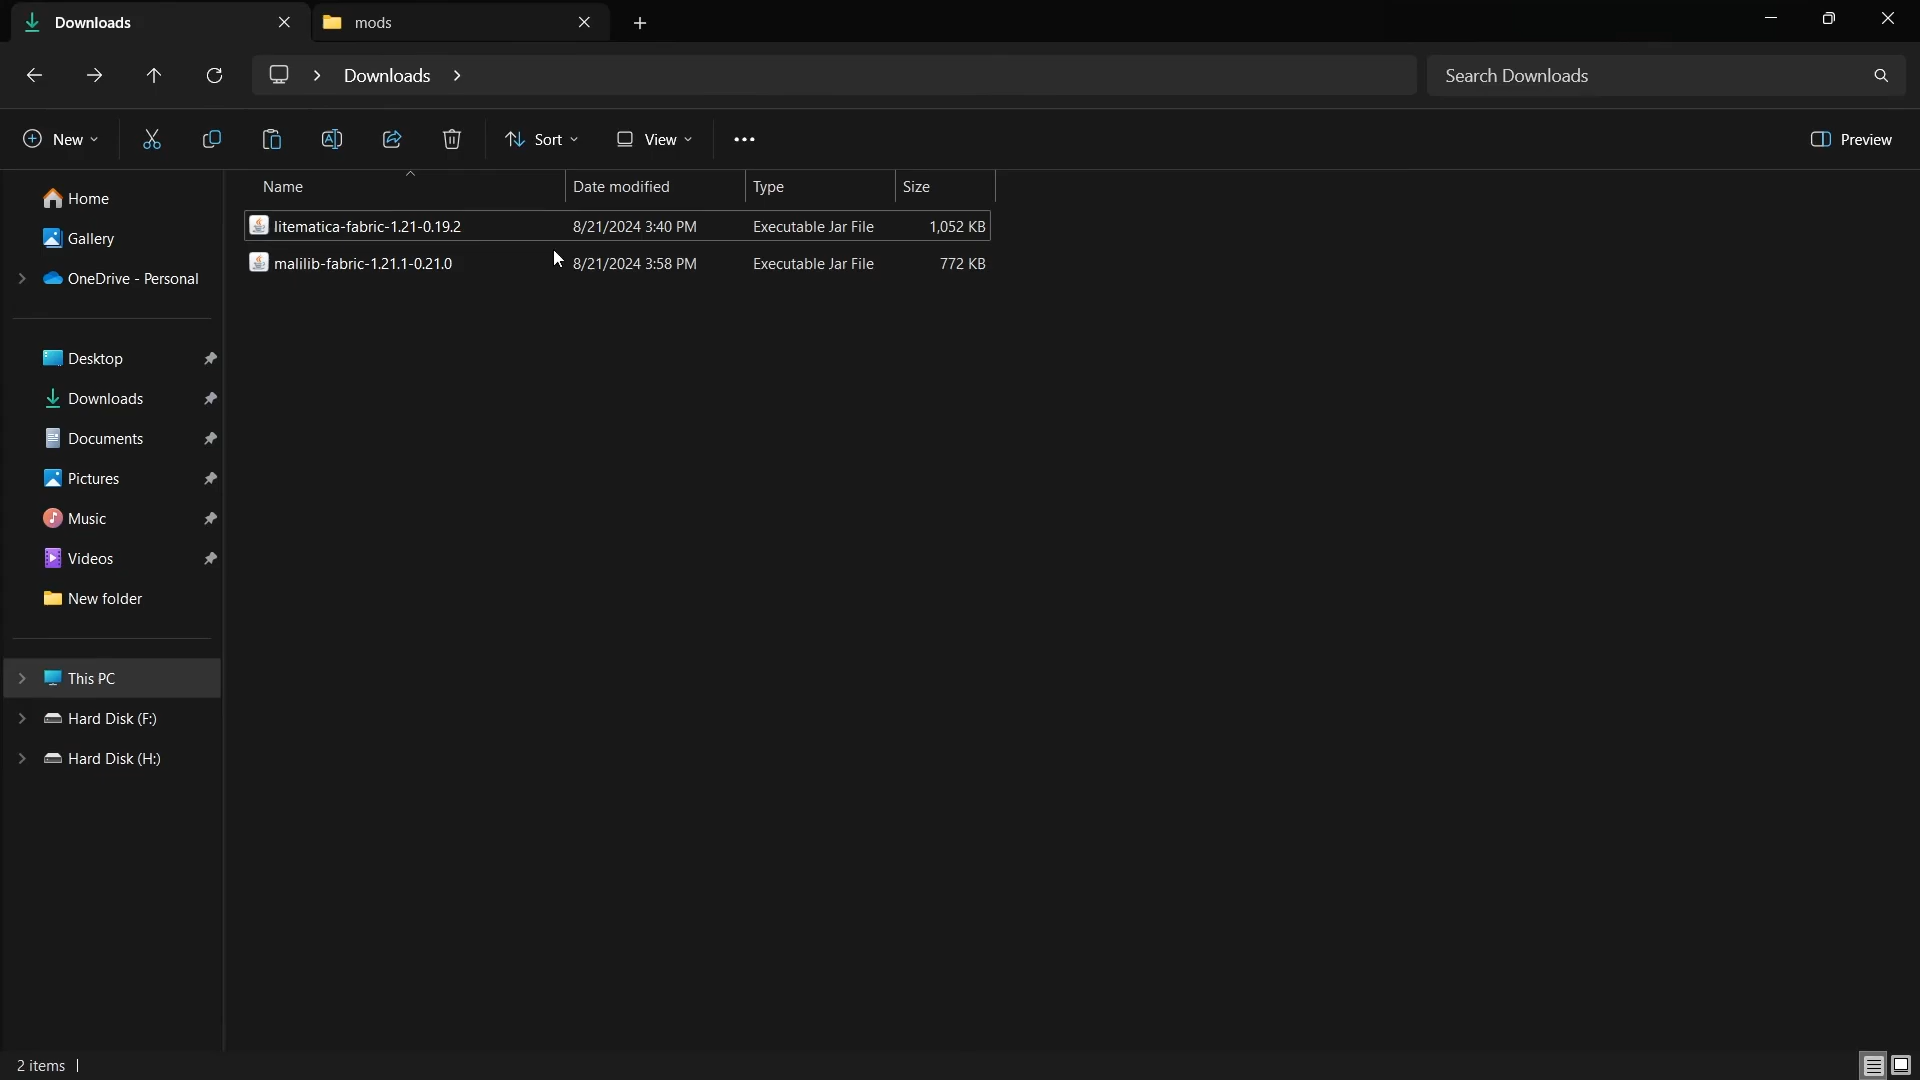 Downloads
mods
Downloads
Search Downloads
New
Sort
View
Preview
Name
Date modified
Type
Size
litematica-fabric-1.21-0.19.2 8/21/2024 3:40 PM Executable Jar File 1,052 KB
malilib-fabric-1.21.1-0.21.0 8/21/2024 3:58 PM Executable Jar File 772 KB
Home
Gallery
OneDrive - Personal
Desktop
Downloads
Documents
Pictures
Music
Videos
New folder
This PC
Hard Disk (F:)
Hard Disk (H:)
2 items